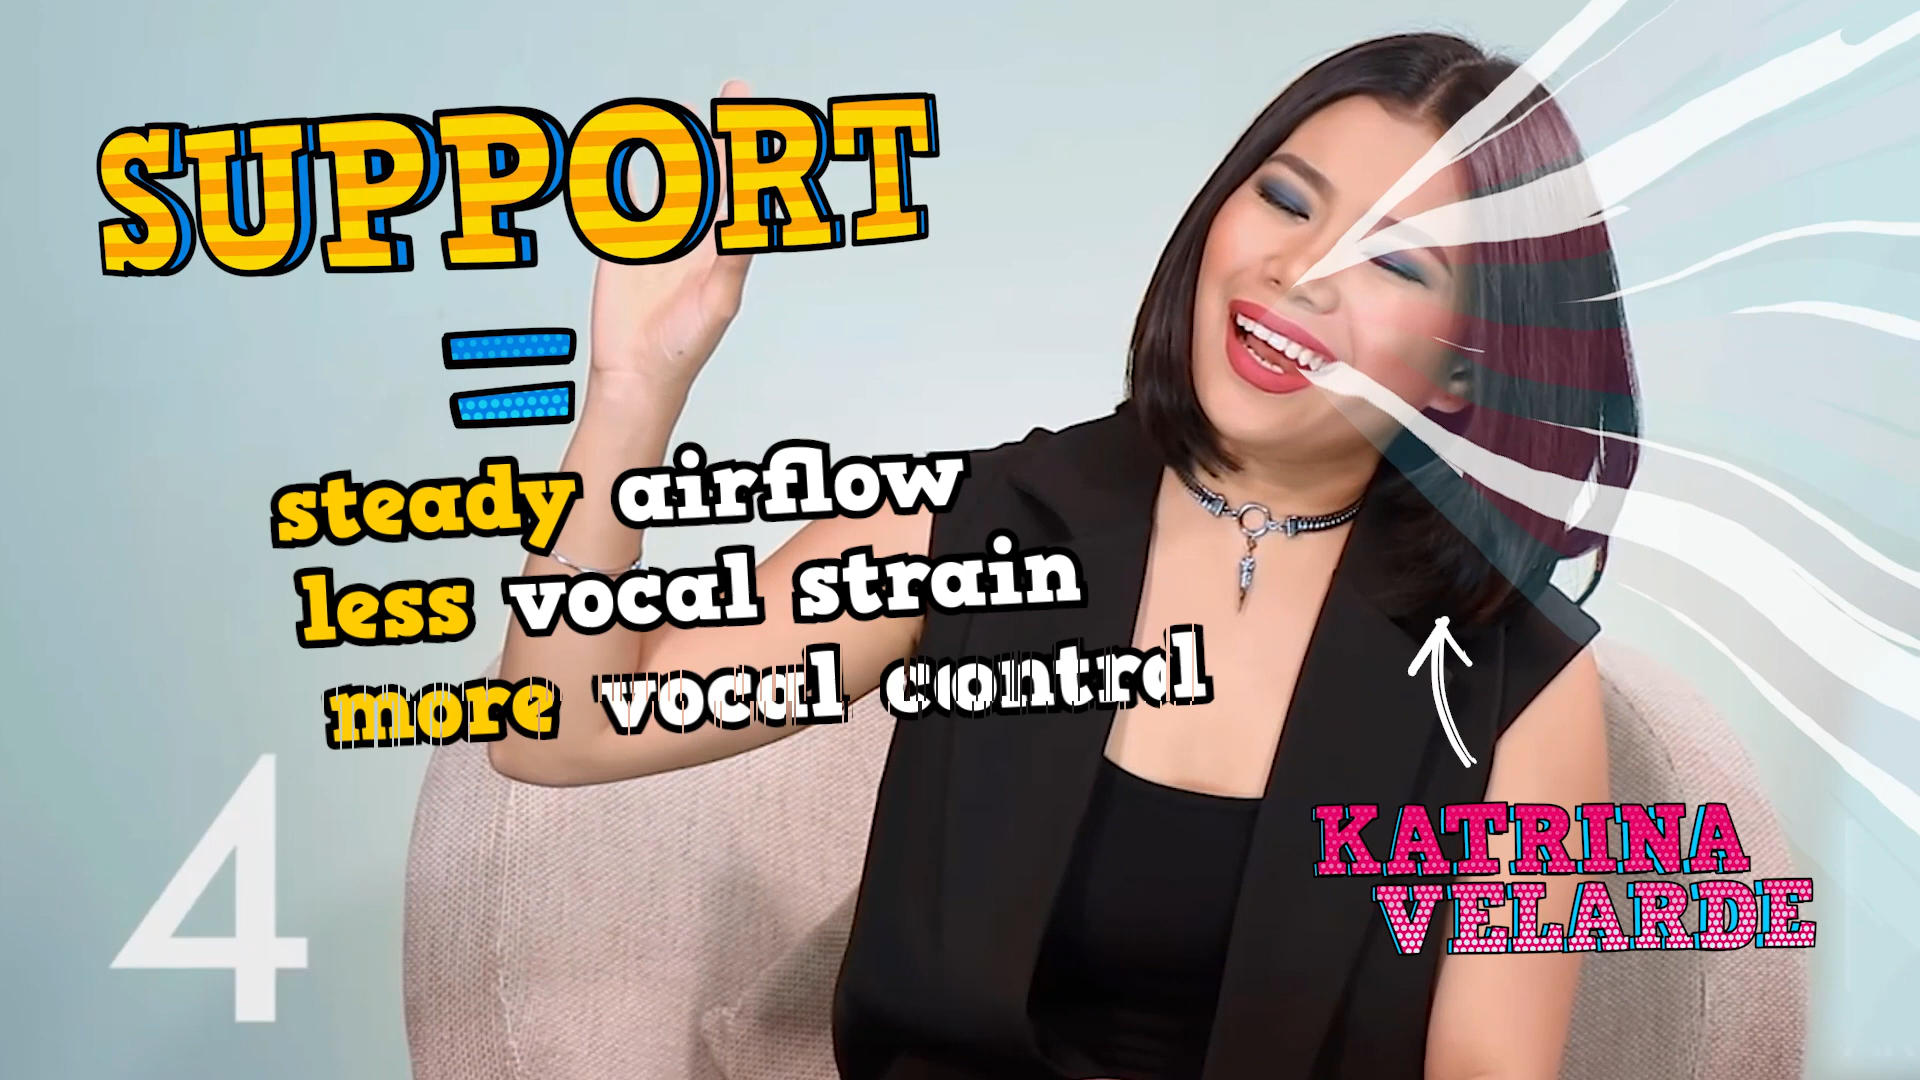 SUPPORT
=
steady airflow
less vocal strain
more vocal control
4
KATRINA
VELARDE